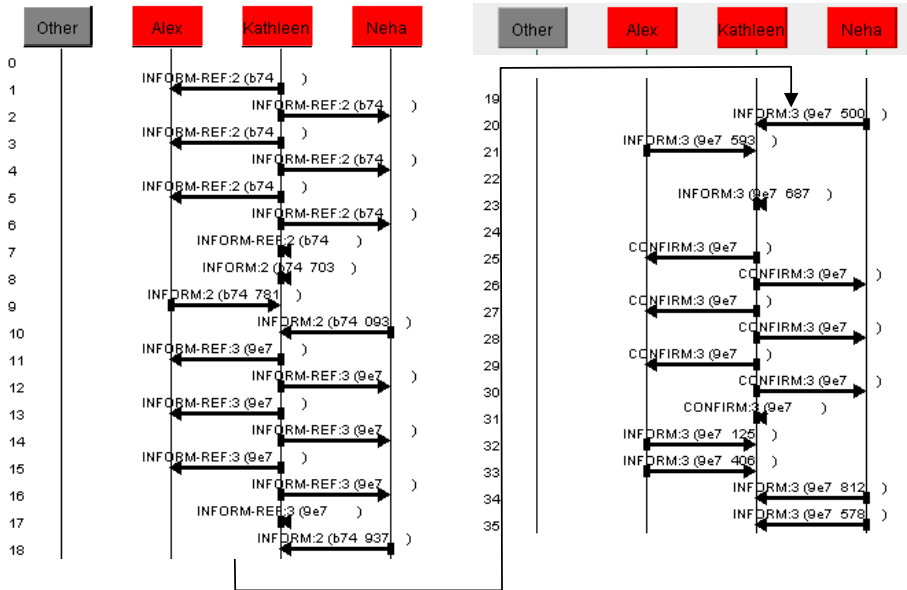 Other Alex Kathleen Neha
0
INFORM-REF:2 (b74 )
1
INFORM-REF:2 (b74 )
2
INFORM-REF:2 (b74 )
3
INFORM-REF:2 (b74 )
4
INFORM-REF:2 (b74 )
5
INFORM-REF:2 (b74 )
6
INFORM-REF:2 (b74 )
7
INFORM:2 (b74 703 )
8
INFORM:2 (b74 781 )
9
INFORM:2 (b74 093 )
10
INFORM-REF:3 (9e7 )
11
INFORM-REF:3 (9e7 )
12
INFORM-REF:3 (9e7 )
13
INFORM-REF:3 (9e7 )
14
INFORM-REF:3 (9e7 )
15
INFORM-REF:3 (9e7 )
16
INFORM-REF:3 (9e7 )
17
INFORM:2 (b74 937 )
18
Other Alex Kathleen Neha
19
INFORM:3 (9e7 500 )
20
INFORM:3 (9e7 593 )
21
22
INFORM:3 (9e7 687 )
23
24
CONFIRM:3 (9e7 )
25
CONFIRM:3 (9e7 )
26
CONFIRM:3 (9e7 )
27
CONFIRM:3 (9e7 )
28
CONFIRM:3 (9e7 )
29
CONFIRM:3 (9e7 )
30
CONFIRM:3 (9e7 )
31
INFORM:3 (9e7 125 )
32
INFORM:3 (9e7 406 )
33
INFORM:3 (9e7 812 )
34
INFORM:3 (9e7 578 )
35